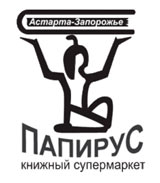 Астарта-Запорожье
ПАПИРУС
КНИЖНЫЙ супермаркет